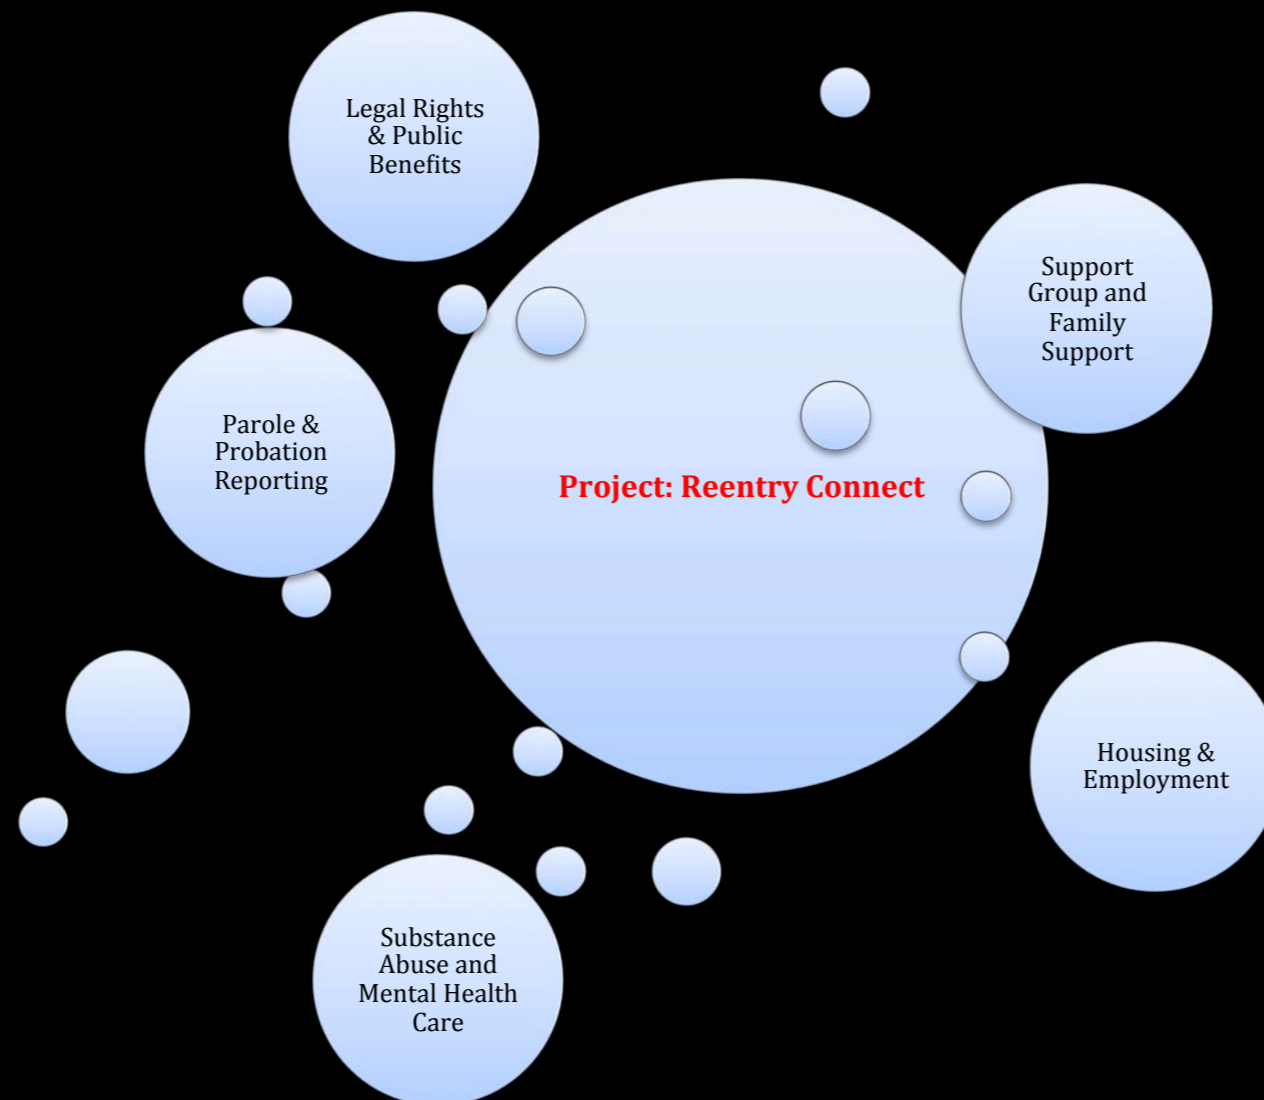 Legal Rights
& Public
Benefits
Support
Group and
Family
Support
Parole &
Probation
Reporting
Project: Reentry Connect
Housing &
Employment
Substance
Abuse and
Mental Health
Care